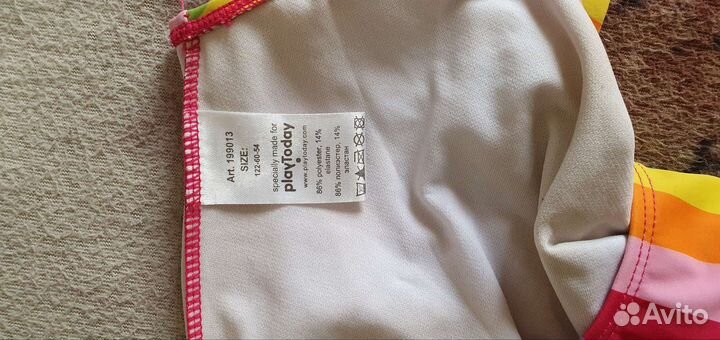 Art. 199013
SIZE:
122-60-54
specially made for
playToday
www.playtoday.com
86% polyester, 14%
elastane
86% полиэстер, 14%
эластан
Avito